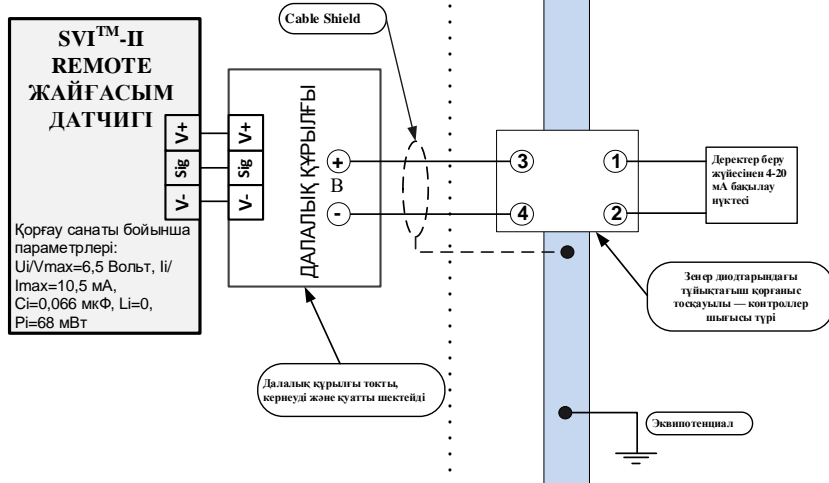 SVI™-II
REMOTE
ЖАЙҒАСЫМ
ДАТЧИГІ
V+
Sig
V-
Қорғау санаты бойынша
параметрлері:
Ui/Vmax=6,5 Вольт, Ii/
Imax=10,5 мА,
Ci=0,066 мкФ, Li=0,
Pi=68 мВт
V+
Sig
V-
ДАЛАЛЫҚ ҚҰРЫЛҒЫ
+
В
-
Cable Shield
3
4
1
2
Деректер беру
жүйесінен 4-20
мА бақылау
нүктесі
Зенер диодтарындағы
тұйықтағыш қорғаныс
тосқауылы — контроллер
шығысы түрі
Далалық құрылғы токты,
кернеуді және қуатты шектейді
Эквипотенциал